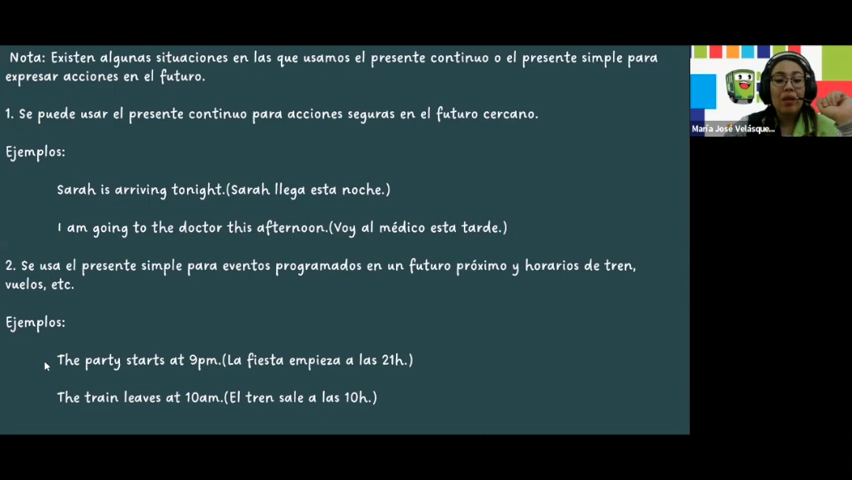 Nota: Existen algunas situaciones en las que usamos el presente continuo o el presente simple para
expresar acciones en el futuro.
1. Se puede usar el presente continuo para acciones seguras en el futuro cercano.
Ejemplos:
Sarah is arriving tonight.(Sarah llega esta noche.)
I am going to the doctor this afternoon.(Voy al médico esta tarde.)
2. Se usa el presente simple para eventos programados en un futuro próximo y horarios de tren,
vuelos, etc.
Ejemplos:
The party starts at 9pm.(La fiesta empieza a las 21h.)
The train leaves at 10am.(El tren sale a las 10h.)
María José Velásque...